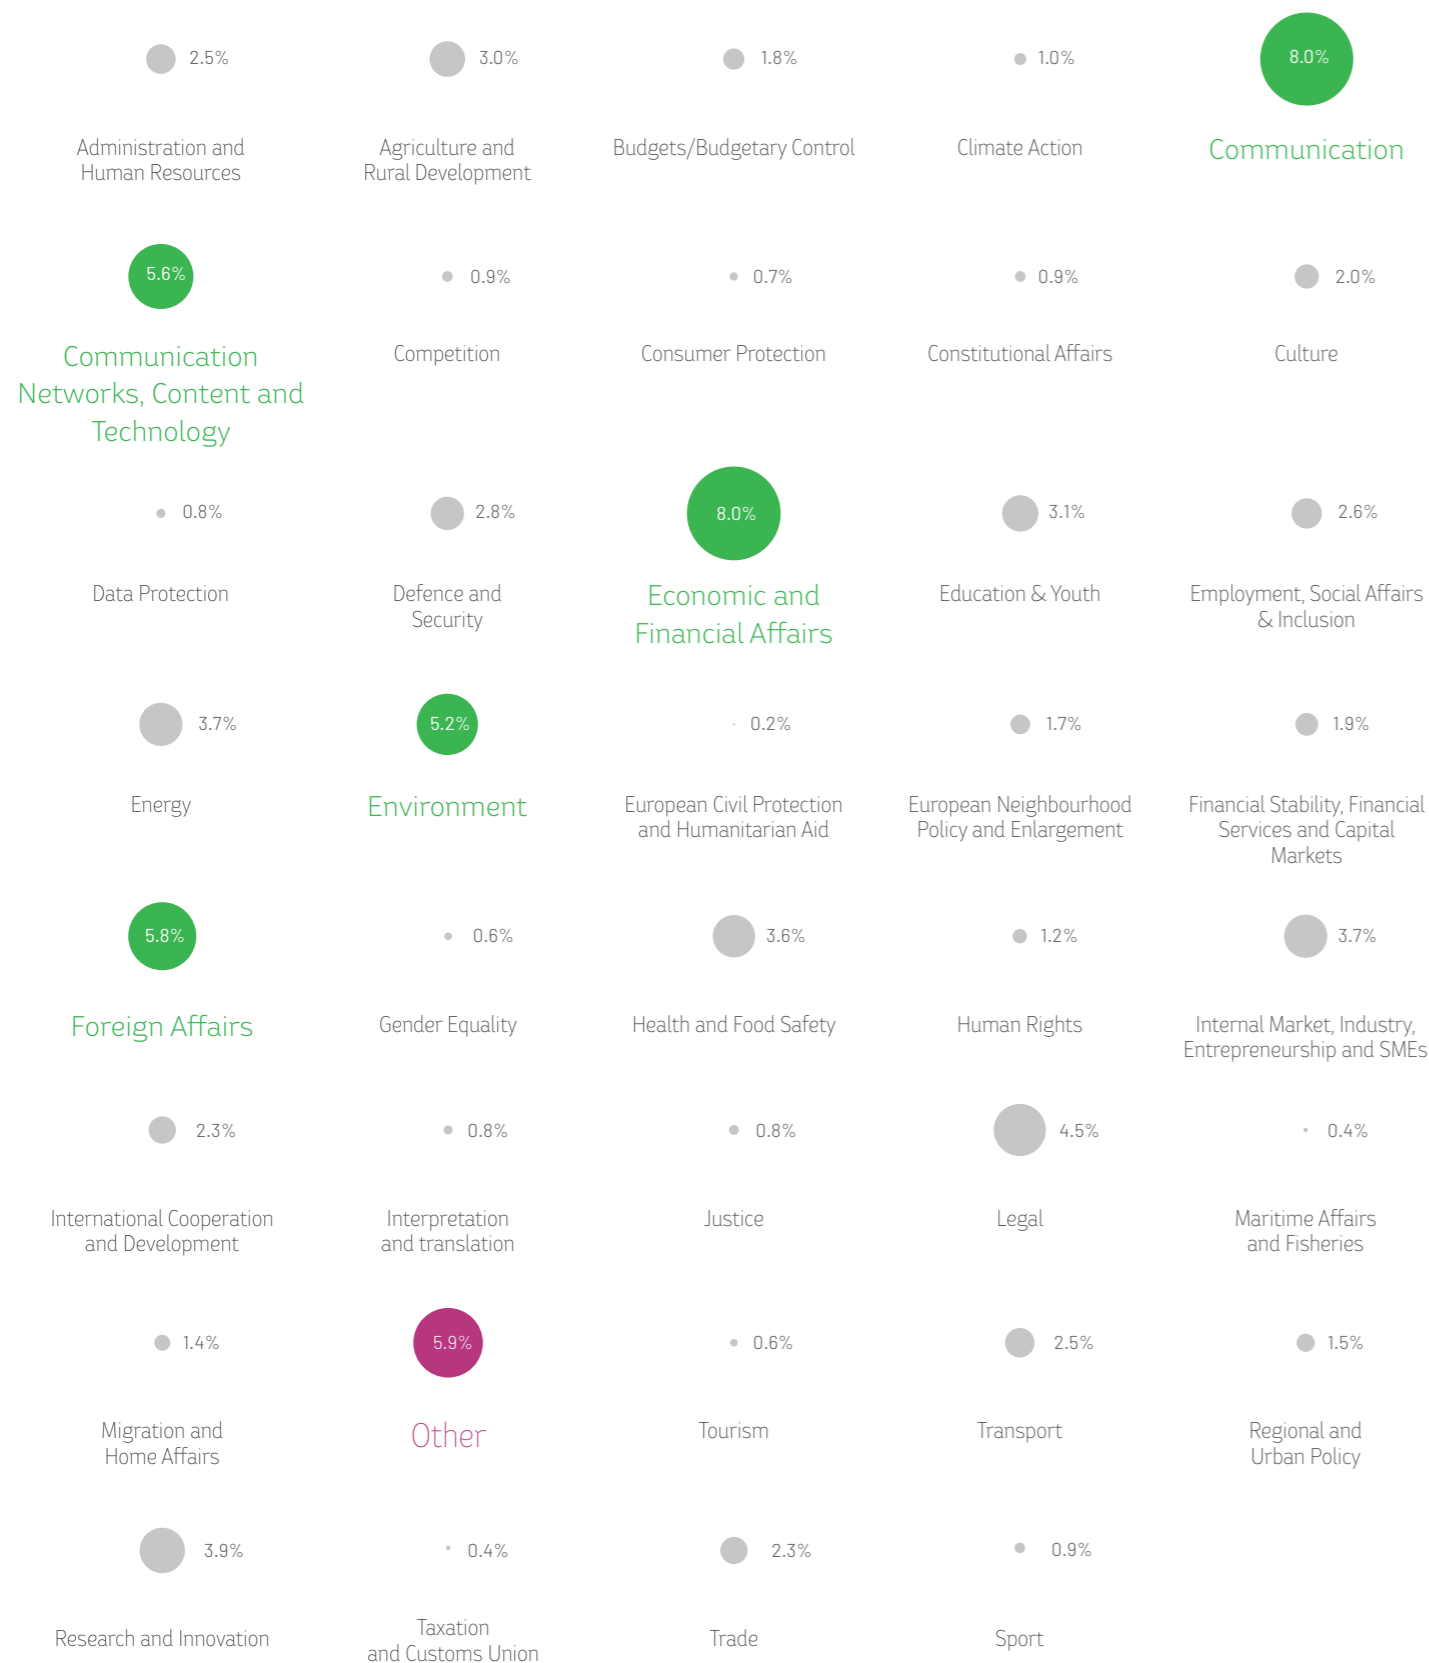 2.5%
3.0%
1.8%
1.0%
8.0%
Administration and
Human Resources
Agriculture and
Rural Development
Budgets/Budgetary Control
Climate Action
Communication
5.6%
0.9%
0.7%
0.9%
2.0%
Communication
Networks, Content and
Technology
Competition
Consumer Protection
Constitutional Affairs
Culture
0.8%
2.8%
8.0%
3.1%
2.6%
Data Protection
Defence and
Security
Economic and
Financial Affairs
Education & Youth
Employment, Social Affairs
& Inclusion
3.7%
5.2%
0.2%
1.7%
1.9%
Energy
Environment
European Civil Protection
and Humanitarian Aid
European Neighbourhood
Policy and Enlargement
Financial Stability, Financial
Services and Capital
Markets
5.8%
0.6%
3.6%
1.2%
3.7%
Foreign Affairs
Gender Equality
Health and Food Safety
Human Rights
Internal Market, Industry,
Entrepreneurship and SMEs
2.3%
0.8%
0.8%
4.5%
0.4%
International Cooperation
and Development
Interpretation
and translation
Justice
Legal
Maritime Affairs
and Fisheries
1.4%
5.9%
0.6%
2.5%
1.5%
Migration and
Home Affairs
Other
Tourism
Transport
Regional and
Urban Policy
3.9%
0.4%
2.3%
0.9%
Research and Innovation
Taxation
and Customs Union
Trade
Sport